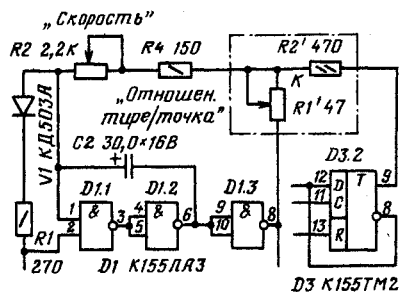 „Скорость"
R2 2,2к
R4 150
R2' 470
К
V1 КД503А
„Отношен.
тире/точка"
R1' 47
C2 30,0×16В
D3.2
D1.1
D1.2
D1.3
12 D T 9
11 C
13 R 8
1 & 3 4 & 6 9 & 8
2 5 10
R1
270
D1 К155ЛА3
D3 К155ТМ2